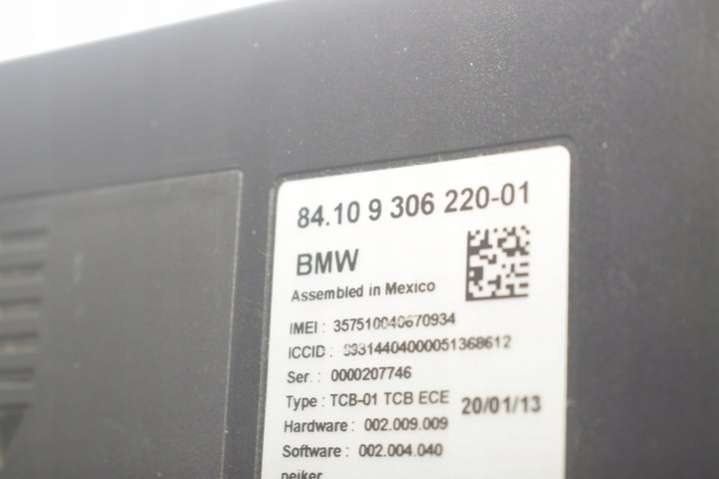 84.10 9 306 220-01
BMW
Assembled in Mexico
IMEI : 357510040670934
ICCID : 89314404000051368612
Ser. : 0000207746
Type : TCB-01 TCB ECE 20/01/13
Hardware : 002.009.009
Software : 002.004.040
peiker